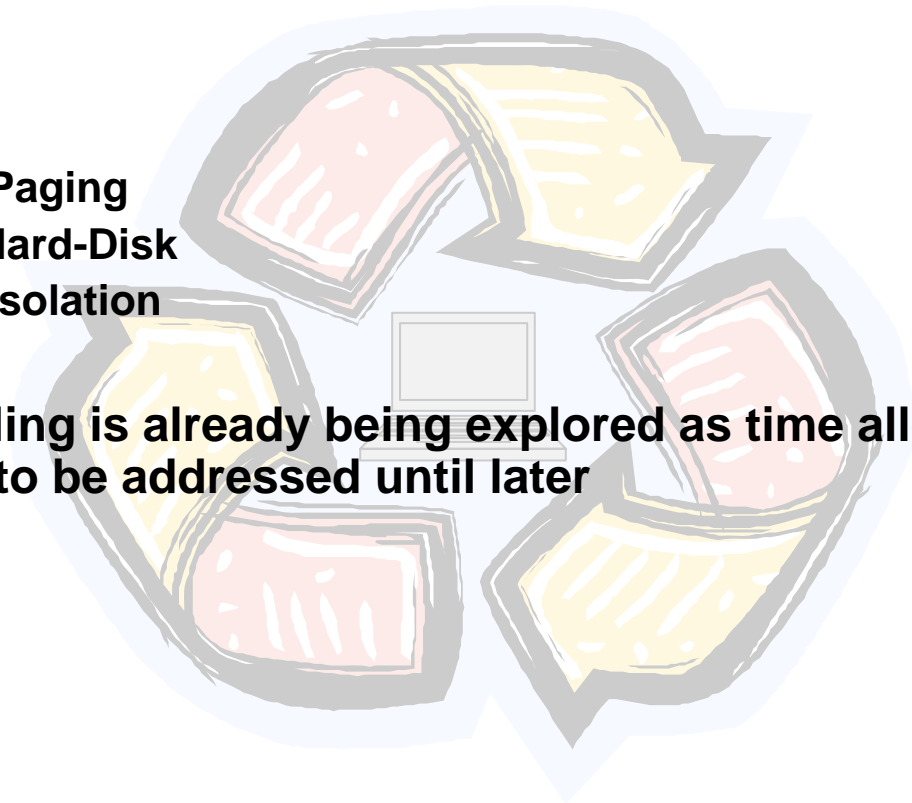 Paging
lard-Disk
solation
ling is already being explored as time all
to be addressed until later